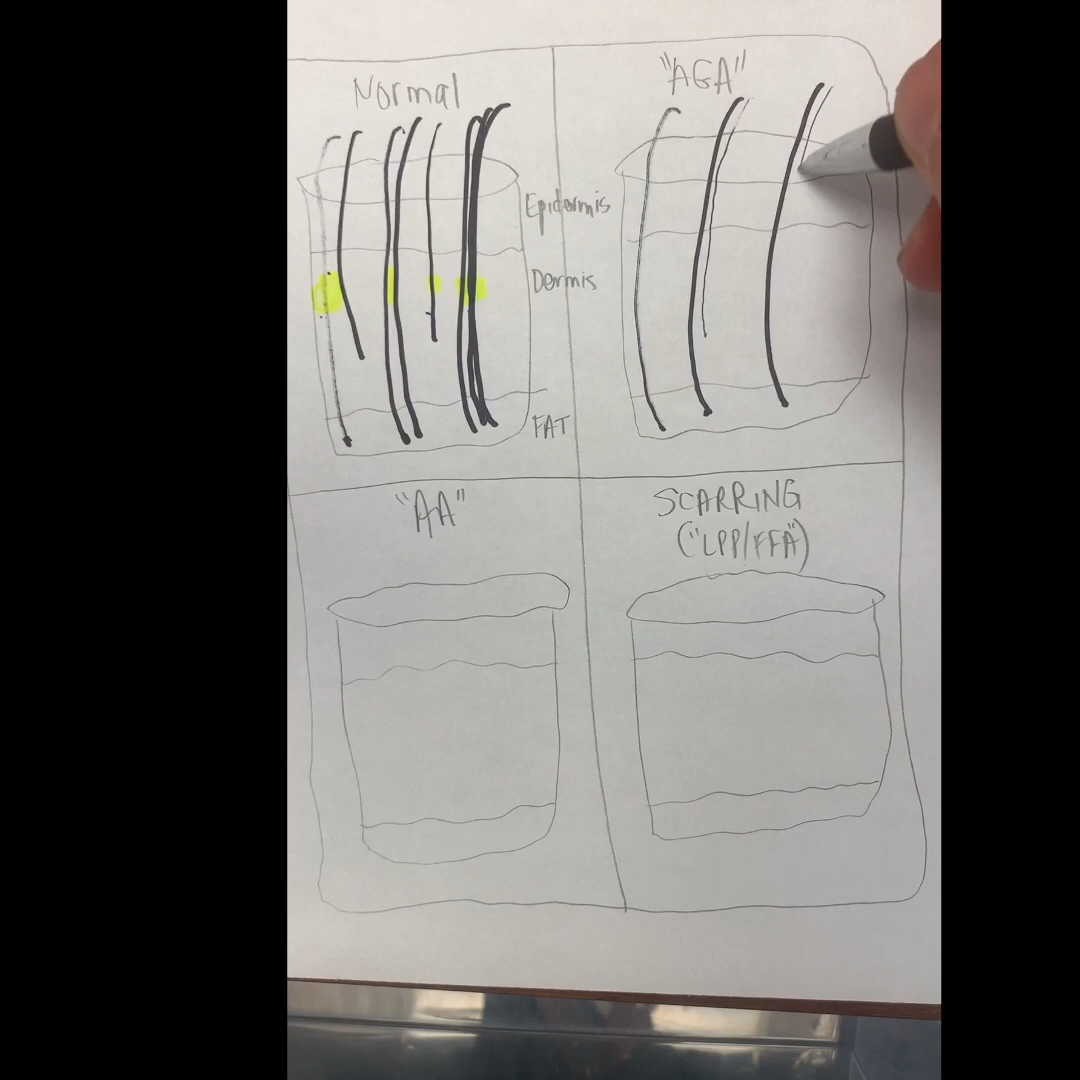 Normal
"AGA"
Epidermis
Dermis
FAT
"AA"
SCARRING
("LPP/FFA")